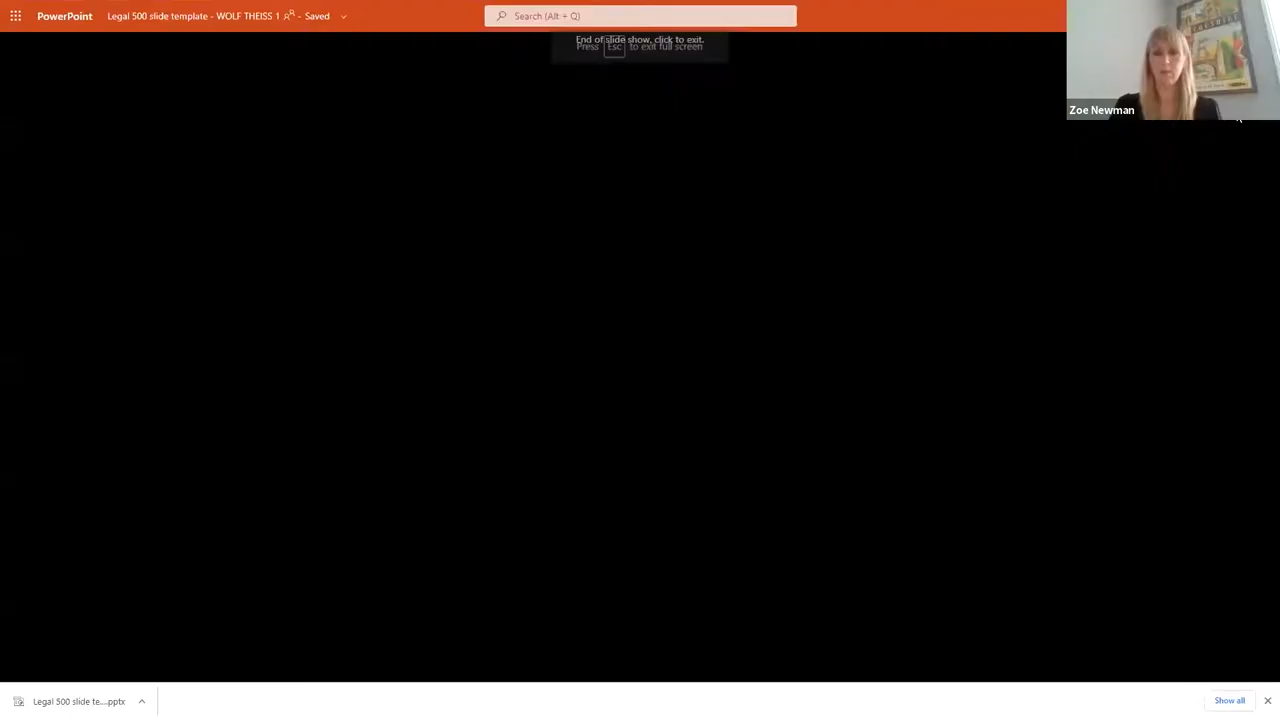 PowerPoint
Legal 500 slide template - WOLF THEISS 1 - Saved
Search (Alt + Q)
End of slide show, click to exit.
Press Esc to exit full screen
Zoe Newman
Legal 500 slide te....pptx
Show all